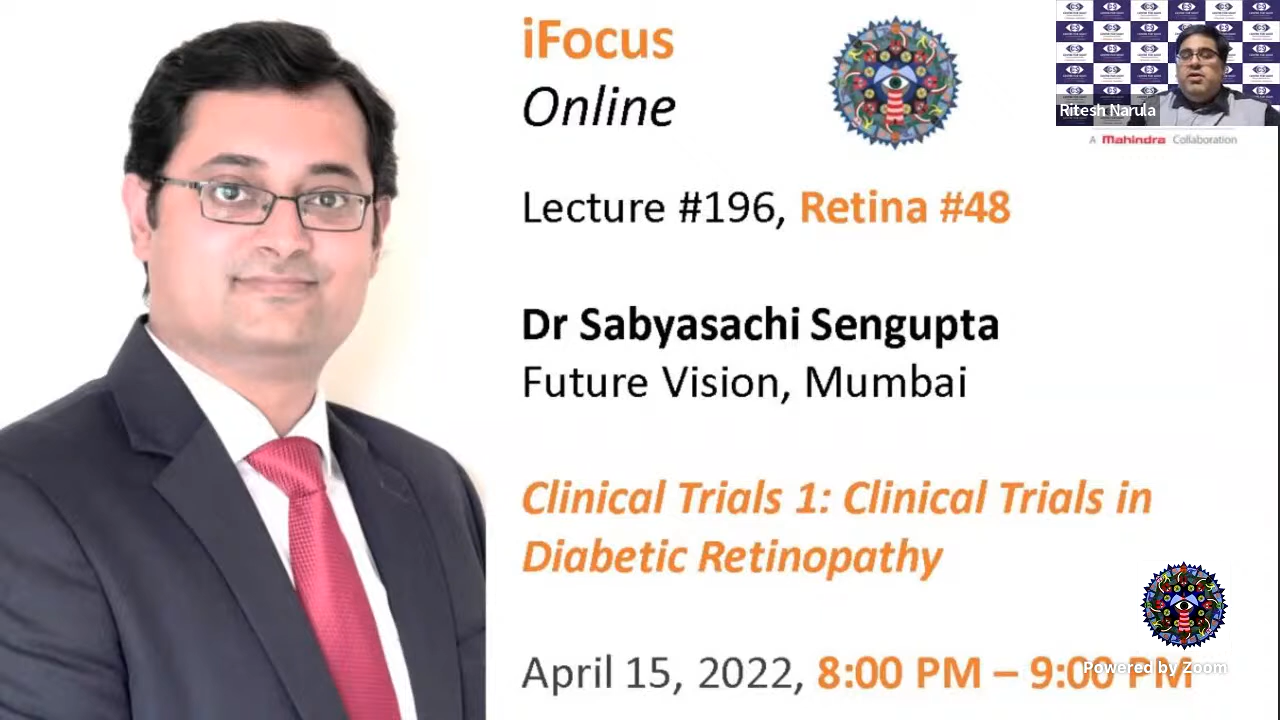 iFocus
Online
Ritesh Narula
A Mahindra Collaboration
Lecture #196, Retina #48
Dr Sabyasachi Sengupta
Future Vision, Mumbai
Clinical Trials 1: Clinical Trials in
Diabetic Retinopathy
April 15, 2022, 8:00 PM – 9:00 PM
Powered by Zoom